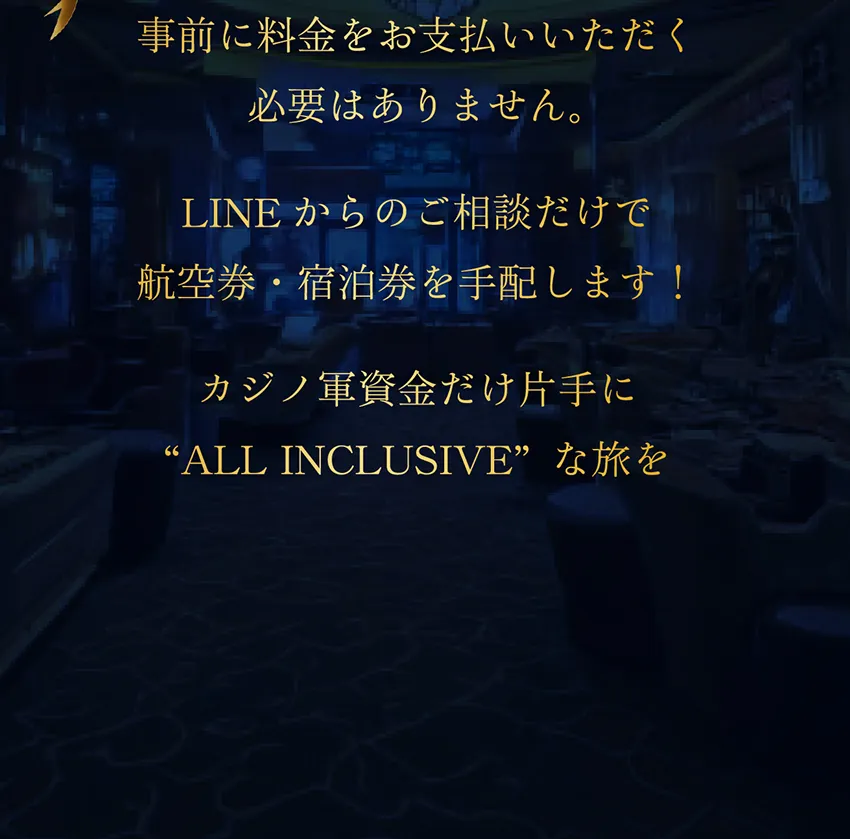 事前に料金をお支払いいただく
必要はありません。
LINE からのご相談だけで
航空券・宿泊券を手配します！
カジノ軍資金だけ片手に
“ALL INCLUSIVE” な旅を